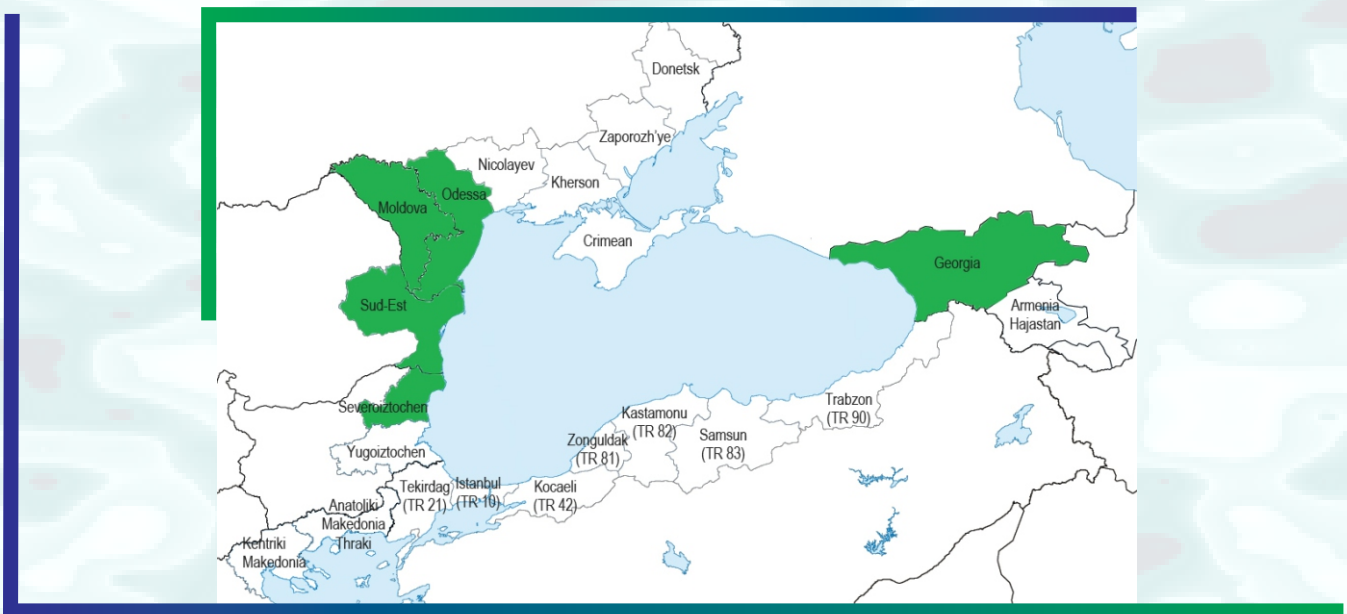 Donetsk
Zaporozh'ye
Nicolayev
Kherson
Odessa
Moldova
Crimean
Georgia
Sud-Est
Armenia
Hajastan
Severoiztochen
Trabzon
(TR 90)
Kastamonu
(TR 82)
Samsun
(TR 83)
Zonguldak
(TR 81)
Yugoiztochen
Tekirdag
(TR 21)
Istanbul
(TR 10)
Kocaeli
(TR 42)
Anatoliki
Makedonia
Thraki
Kentriki
Makedonia